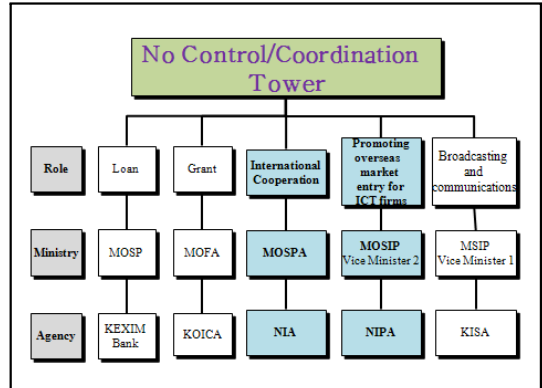 No Control/Coordination
Tower
Role
Loan
Grant
International
Cooperation
Promoting
overseas
market
entry for
ICT firms
Broadcasting
and
communications
Ministry
MOSP
MOFA
MOSPA
MOSIP
Vice Minister 2
MSIP
Vice Minister 1
Agency
KEXIM
Bank
KOICA
NIA
NIPA
KISA